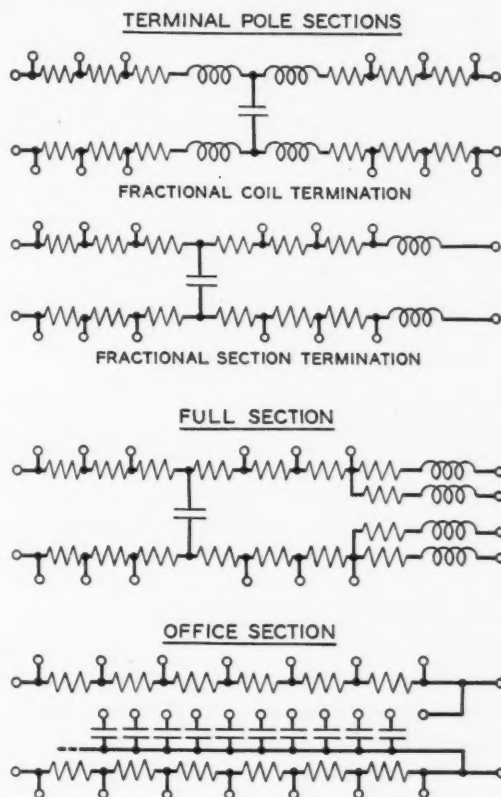 TERMINAL POLE SECTIONS
FRACTIONAL COIL TERMINATION
FRACTIONAL SECTION TERMINATION
FULL SECTION
OFFICE SECTION